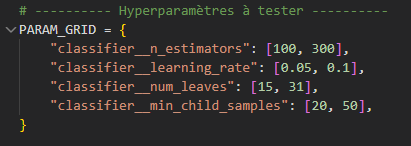 # ---------- Hyperparamètres à tester ----------
PARAM_GRID = {
    "classifier__n_estimators": [100, 300],
    "classifier__learning_rate": [0.05, 0.1],
    "classifier__num_leaves": [15, 31],
    "classifier__min_child_samples": [20, 50],
}